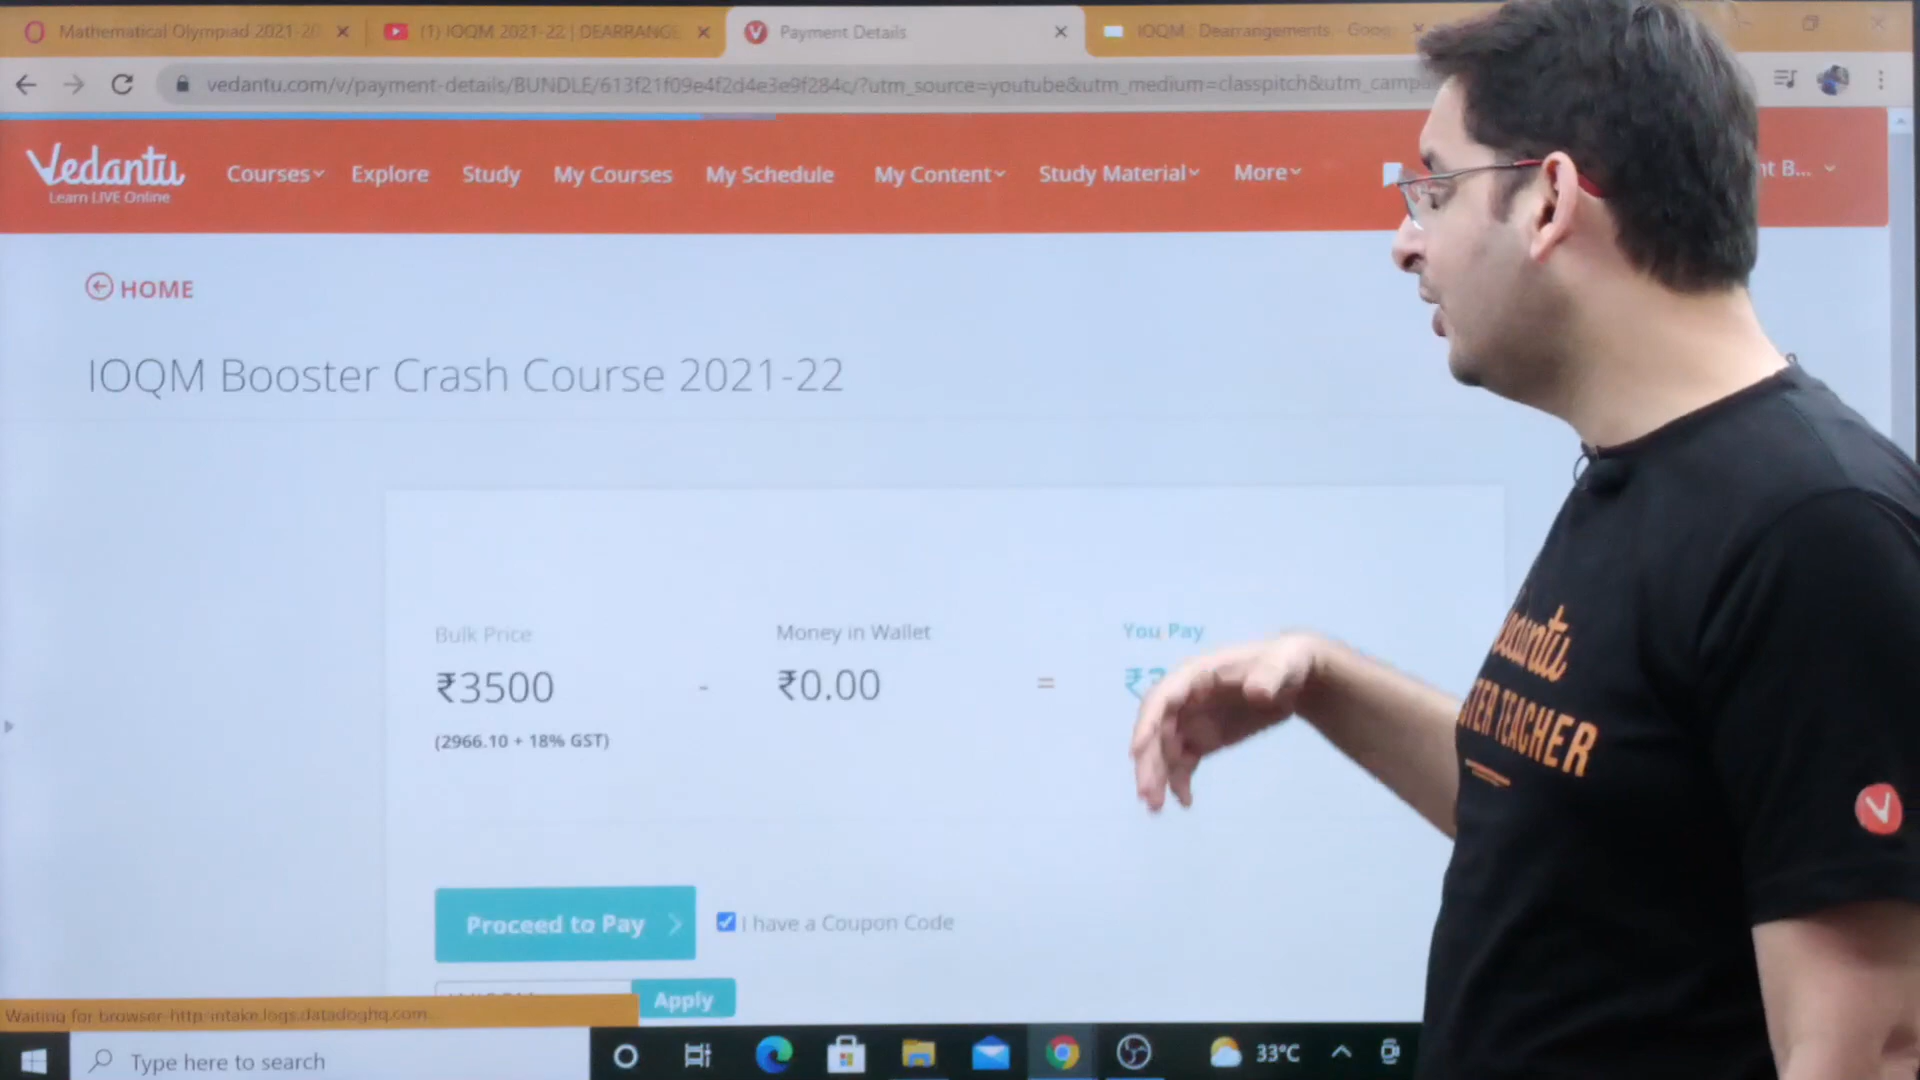 Mathematical Olympiad 2021-20
(1) IOQM 2021-22 | DEARRANGE
Payment Details
IOQM : Dearrangements - Goog
vedantu.com/v/payment-details/BUNDLE/613f21f09e4f2d4e3e9f284c/?utm_source=youtube&utm_medium=classpitch&utm_campa
Vedantu
Learn LIVE Online
Courses
Explore
Study
My Courses
My Schedule
My Content
Study Material
More
nt B...
HOME
IOQM Booster Crash Course 2021-22
Bulk Price
Money in Wallet
You Pay
₹3500
-
₹0.00
=
(2966.10 + 18% GST)
Proceed to Pay
I have a Coupon Code
Apply
Waiting for browser-http-intake.logs.datadoghq.com...
Type here to search
33°C
TEACHER